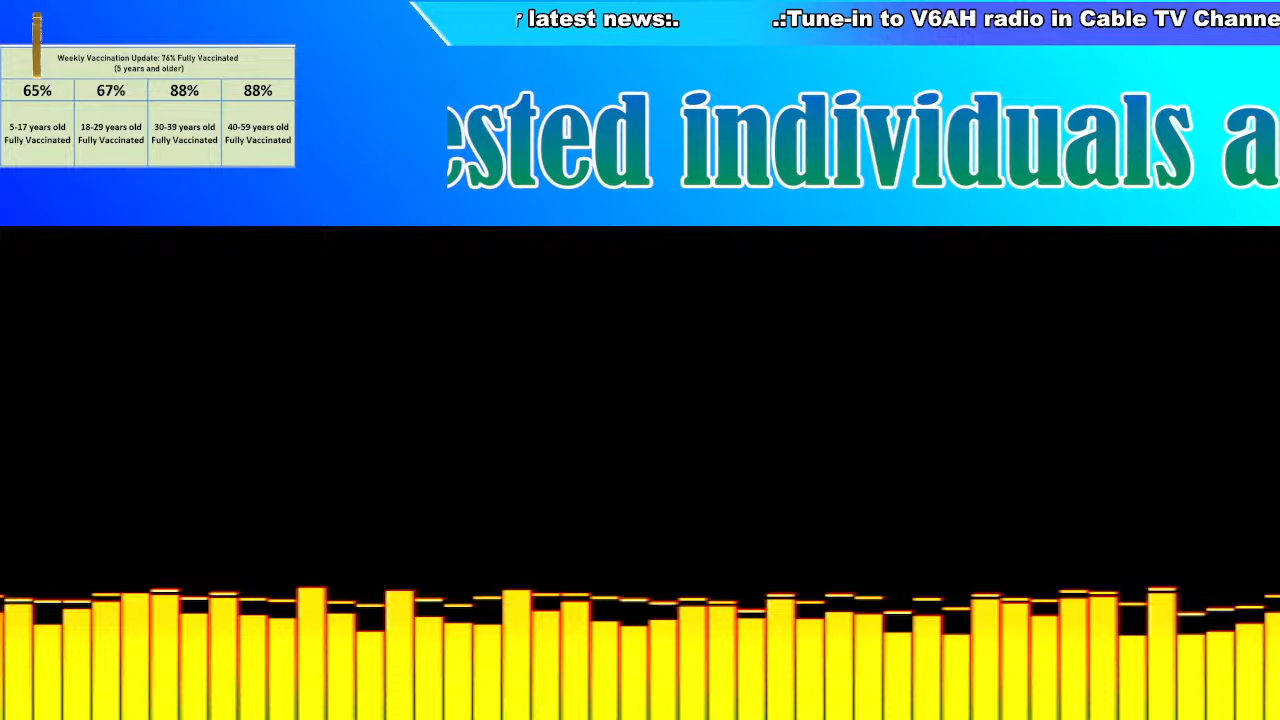 latest news:.
.:Tune-in to V6AH radio in Cable TV
Weekly Vaccination Update: 76% Fully Vaccinated
(5 years and older)
65% 67% 88% 88%
5-17 years old 18-29 years old 30-39 years old 40-59 years old
Fully Vaccinated Fully Vaccinated Fully Vaccinated Fully Vaccinated
individuals